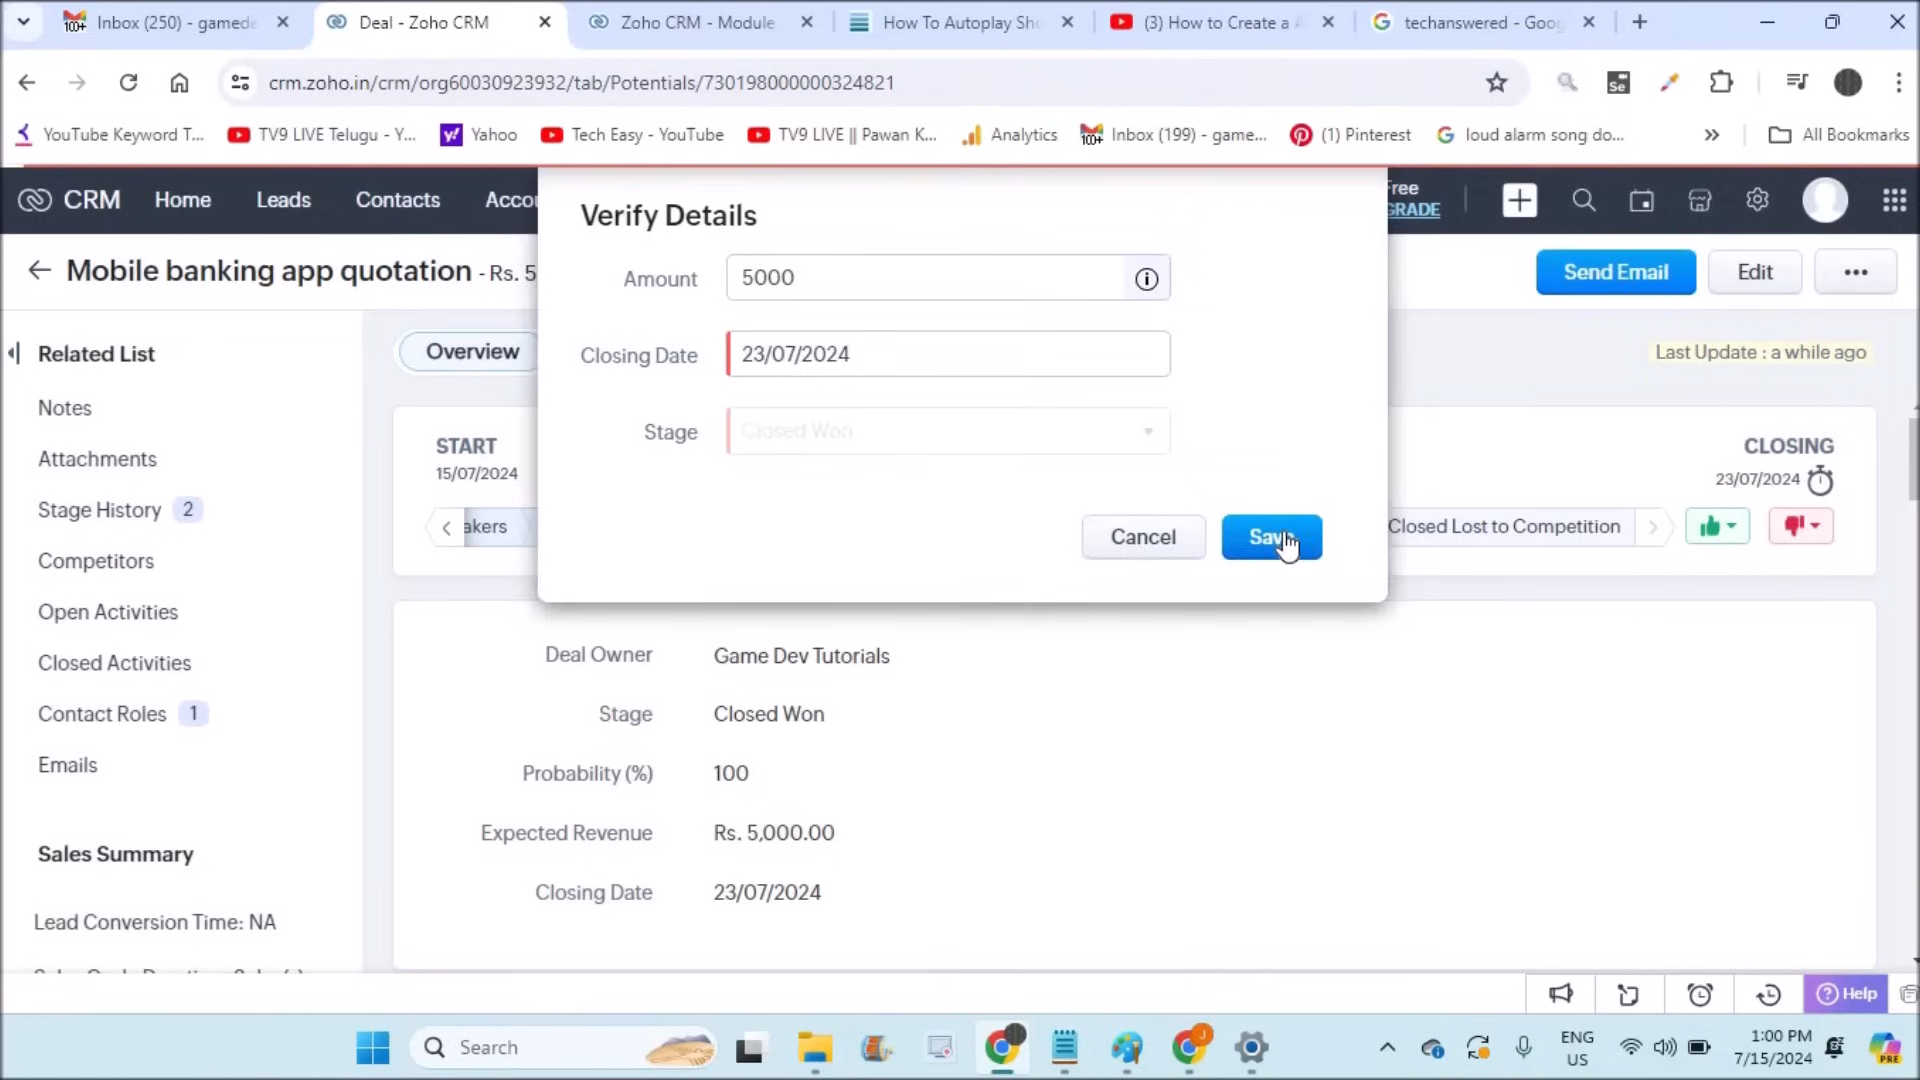 Inbox (250) - gamede
Deal - Zoho CRM
Zoho CRM - Module
How To Autoplay Sho
(3) How to Create a A
techanswered - Goog
crm.zoho.in/crm/org60030923932/tab/Potentials/730198000000324821
YouTube Keyword T...
TV9 LIVE Telugu - Y...
Yahoo
Tech Easy - YouTube
TV9 LIVE || Pawan K...
Analytics
Inbox (199) - game...
(1) Pinterest
loud alarm song do...
All Bookmarks
CRM
Home
Leads
Contacts
Accou
Free
GRADE
Verify Details
Amount
5000
Closing Date
23/07/2024
Stage
Closed Won
Cancel
Save
Mobile banking app quotation - Rs. 5
Send Email
Edit
Related List
Notes
Attachments
Stage History 2
Competitors
Open Activities
Closed Activities
Contact Roles 1
Emails
Sales Summary
Lead Conversion Time: NA
Overview
Last Update : a while ago
START
15/07/2024
akers
CLOSING
23/07/2024
Closed Lost to Competition
Deal Owner Game Dev Tutorials
Stage Closed Won
Probability (%) 100
Expected Revenue Rs. 5,000.00
Closing Date 23/07/2024
Help
Search
ENG
US
1:00 PM
7/15/2024